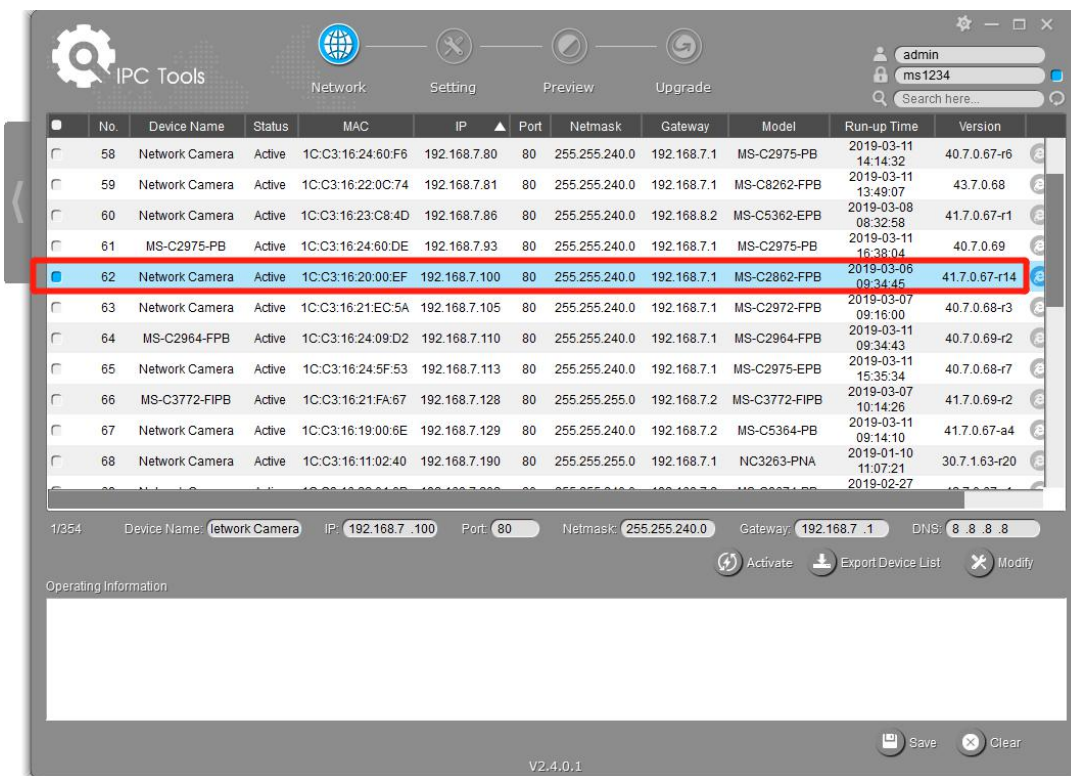 IPC Tools
Network Setting Preview Upgrade
admin
ms1234
Search here...
No. Device Name Status MAC IP Port Netmask Gateway Model Run-up Time Version
58 Network Camera Active 1C:C3:16:24:60:F6 192.168.7.80 80 255.255.240.0 192.168.7.1 MS-C2975-PB 2019-03-11 14:14:32 40.7.0.67-r6
59 Network Camera Active 1C:C3:16:22:0C:74 192.168.7.81 80 255.255.240.0 192.168.7.1 MS-C8262-FPB 2019-03-11 13:49:07 43.7.0.68
60 Network Camera Active 1C:C3:16:23:C8:4D 192.168.7.86 80 255.255.240.0 192.168.8.2 MS-C5362-EPB 2019-03-08 08:32:58 41.7.0.67-r1
61 MS-C2975-PB Active 1C:C3:16:24:60:DE 192.168.7.93 80 255.255.240.0 192.168.7.1 MS-C2975-PB 2019-03-11 16:38:04 40.7.0.69
62 Network Camera Active 1C:C3:16:20:00:EF 192.168.7.100 80 255.255.240.0 192.168.7.1 MS-C2862-FPB 2019-03-06 09:34:45 41.7.0.67-r14
63 Network Camera Active 1C:C3:16:21:EC:5A 192.168.7.105 80 255.255.240.0 192.168.7.1 MS-C2972-FPB 2019-03-07 09:16:00 40.7.0.68-r3
64 MS-C2964-FPB Active 1C:C3:16:24:09:D2 192.168.7.110 80 255.255.240.0 192.168.7.1 MS-C2964-FPB 2019-03-11 09:34:43 40.7.0.69-r2
65 Network Camera Active 1C:C3:16:24:5F:53 192.168.7.113 80 255.255.240.0 192.168.7.1 MS-C2975-EPB 2019-03-11 15:35:34 40.7.0.68-r7
66 MS-C3772-FIPB Active 1C:C3:16:21:FA:67 192.168.7.128 80 255.255.255.0 192.168.7.2 MS-C3772-FIPB 2019-03-07 10:14:26 41.7.0.69-r2
67 Network Camera Active 1C:C3:16:19:00:6E 192.168.7.129 80 255.255.255.0 192.168.7.2 MS-C5364-PB 2019-03-11 09:14:10 41.7.0.67-a4
68 Network Camera Active 1C:C3:16:11:02:40 192.168.7.190 80 255.255.255.0 192.168.7.1 NC3263-PNA 2019-01-10 11:07:21 30.7.1.63-r20
2019-02-27
1/354 Device Name: letwork Camera IP: 192.168.7 .100 Port: 80 Netmask: 255.255.240.0 Gateway: 192.168.7 .1 DNS: 8 .8 .8 .8
Activate Export Device List Modify
Operating Information
Save Clear
V2.4.0.1